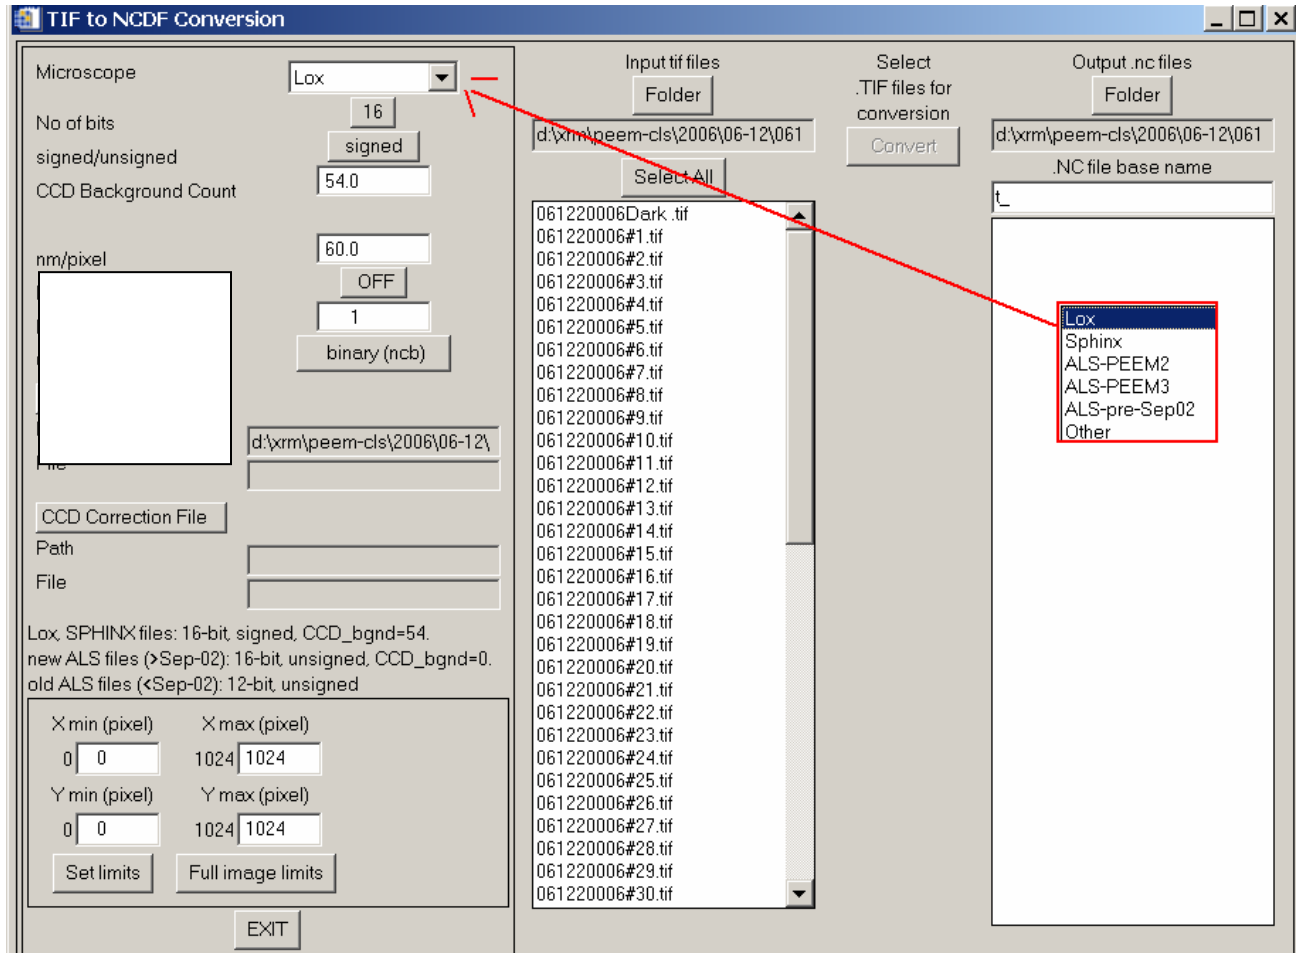 TIF to NCDF Conversion
Microscope
Lox
No of bits
16
signed/unsigned
signed
CCD Background Count
54.0
nm/pixel
60.0
OFF
1
binary (ncb)
d:\xrm\peem-cls\2006\06-12\
File
CCD Correction File
Path
File
Lox, SPHINX files: 16-bit, signed, CCD_bgnd=54.
new ALS files (>Sep-02): 16-bit, unsigned, CCD_bgnd=0.
old ALS files (<Sep-02): 12-bit, unsigned
X min (pixel) X max (pixel)
0 0 1024 1024
Y min (pixel) Y max (pixel)
0 0 1024 1024
Set limits Full image limits
EXIT
Input tif files
Folder
d:\xrm\peem-cls\2006\06-12\061
Select All
061220006Dark .tif
061220006#1.tif
061220006#2.tif
061220006#3.tif
061220006#4.tif
061220006#5.tif
061220006#6.tif
061220006#7.tif
061220006#8.tif
061220006#9.tif
061220006#10.tif
061220006#11.tif
061220006#12.tif
061220006#13.tif
061220006#14.tif
061220006#15.tif
061220006#16.tif
061220006#17.tif
061220006#18.tif
061220006#19.tif
061220006#20.tif
061220006#21.tif
061220006#22.tif
061220006#23.tif
061220006#24.tif
061220006#25.tif
061220006#26.tif
061220006#27.tif
061220006#28.tif
061220006#29.tif
061220006#30.tif
Select
.TIF files for
conversion
Convert
Output .nc files
Folder
d:\xrm\peem-cls\2006\06-12\061
.NC file base name
t_
Lox
Sphinx
ALS-PEEM2
ALS-PEEM3
ALS-pre-Sep02
Other